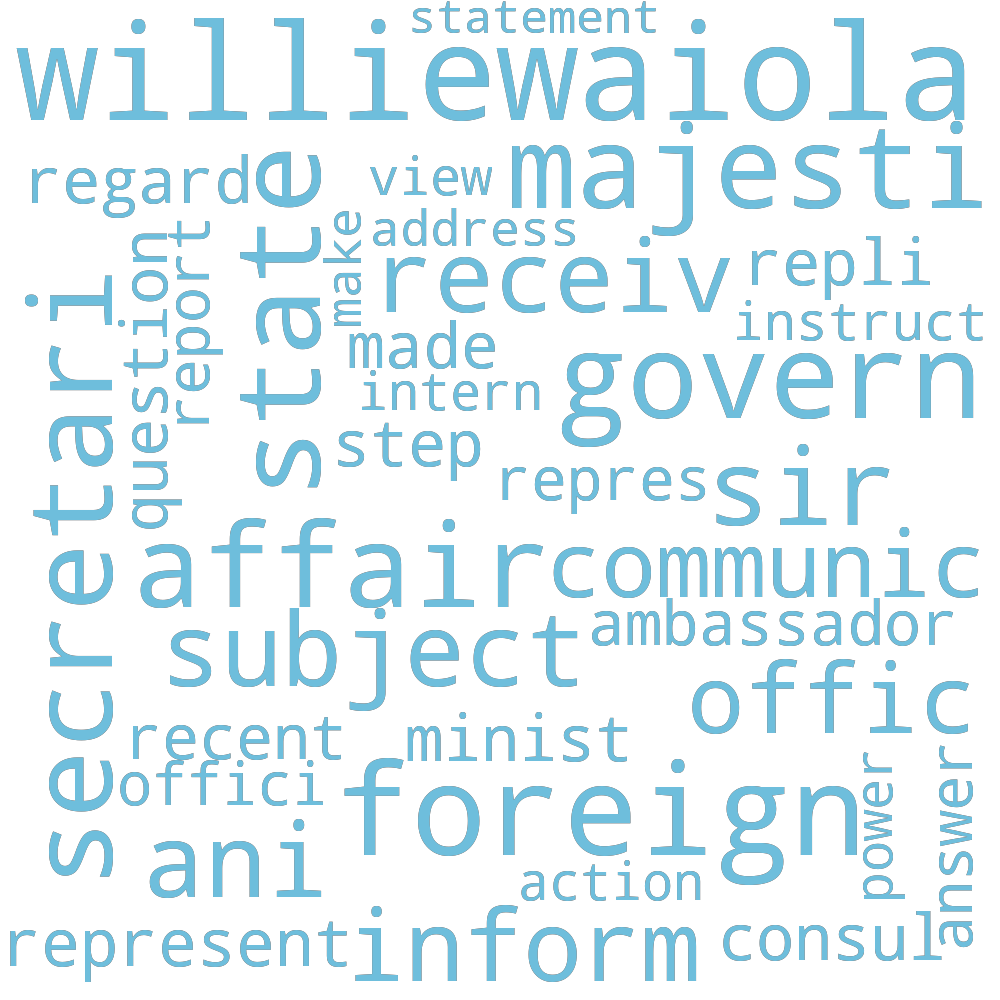 statement
williewaiola
regard
view
majesti
state
make
address
receiv
repli
question
report
secretari
instruct
made
intern
govern
step
repres
sir
affair
communic
subject
ambassador
offic
recent
minist
offici
foreign
power
answer
ani
action
represent
inform
consul